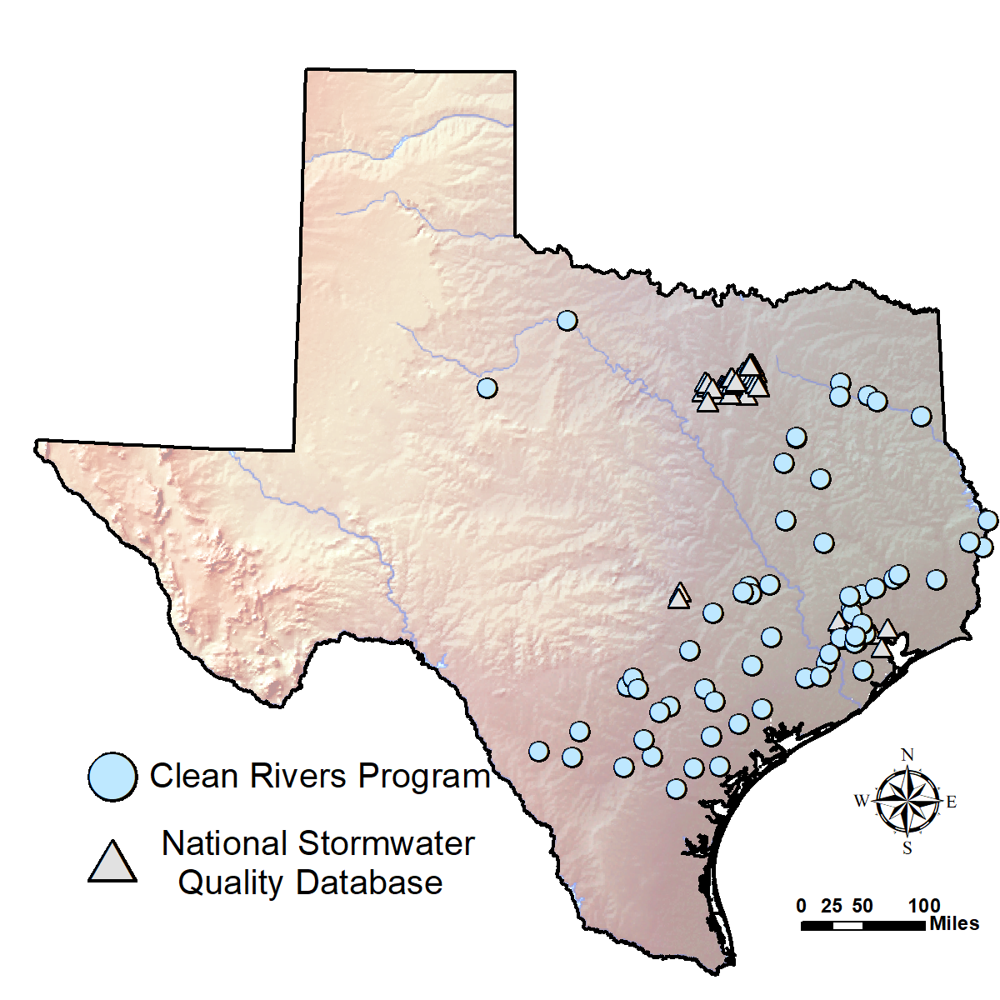 Clean Rivers Program
National Stormwater
Quality Database
N
W
E
S
0 25 50 100
Miles